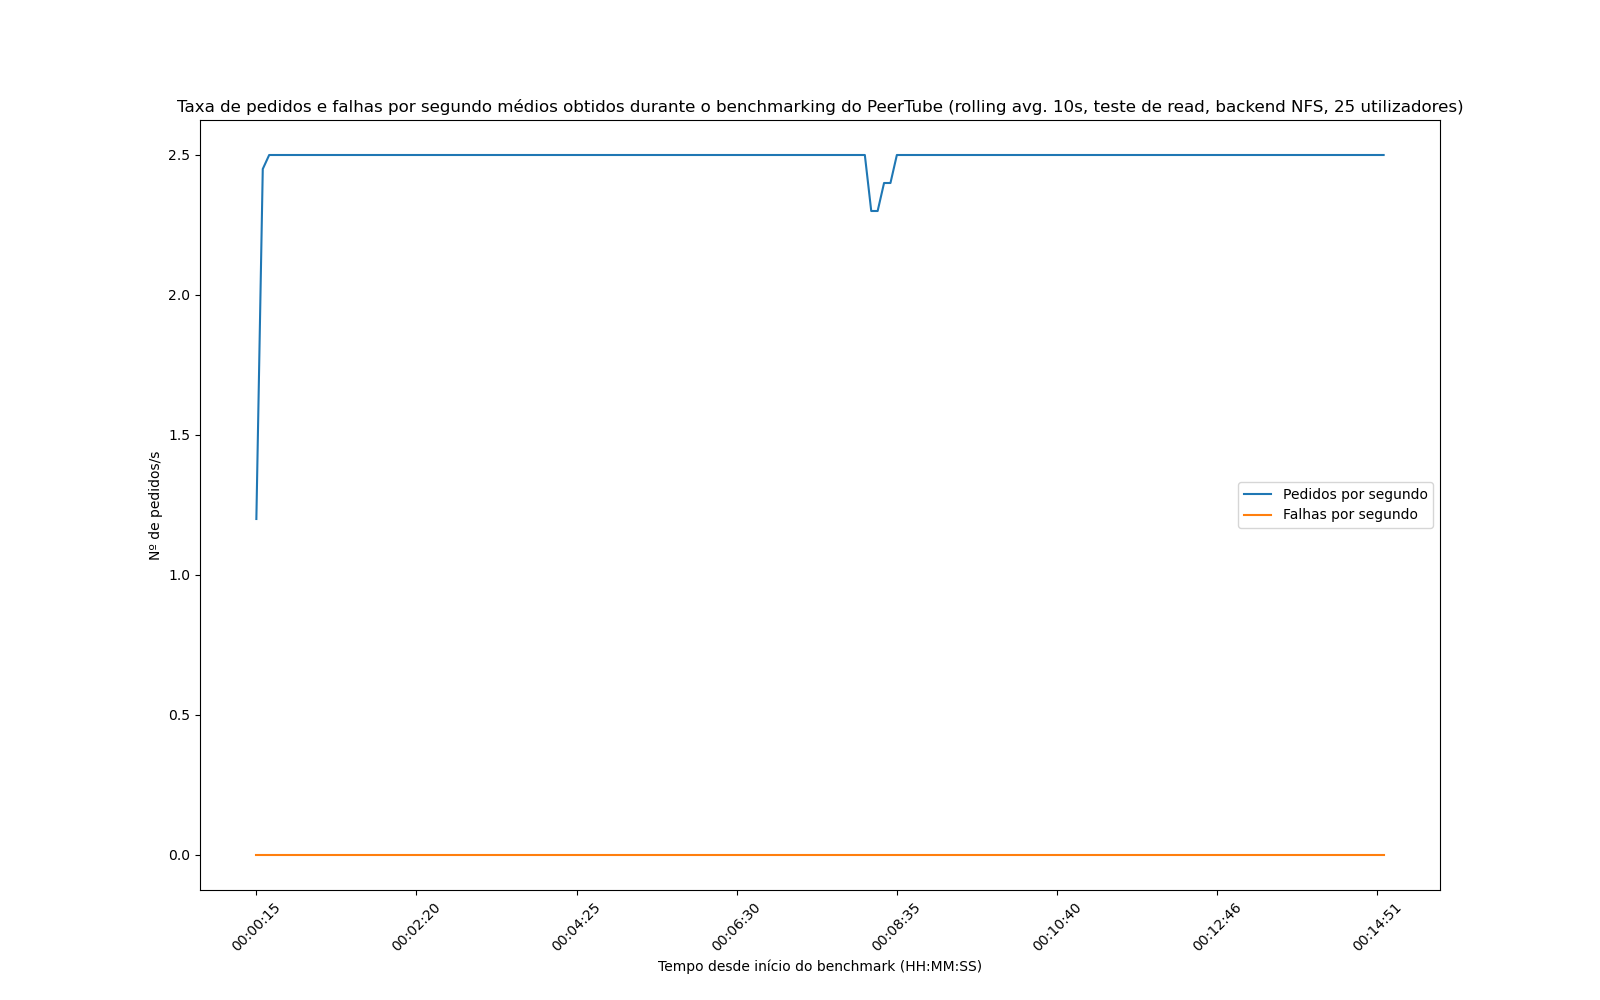 Taxa de pedidos e falhas por segundo médios obtidos durante o benchmarking do PeerTube (rolling avg. 10s, teste de read, backend NFS, 25 utilizadores)
2.5
2.0
1.5
1.0
0.5
0.0
Nº de pedidos/s
Pedidos por segundo
Falhas por segundo
00:00:15
00:02:20
00:04:25
00:06:30
00:08:35
00:10:40
00:12:46
00:14:51
Tempo desde início do benchmark (HH:MM:SS)